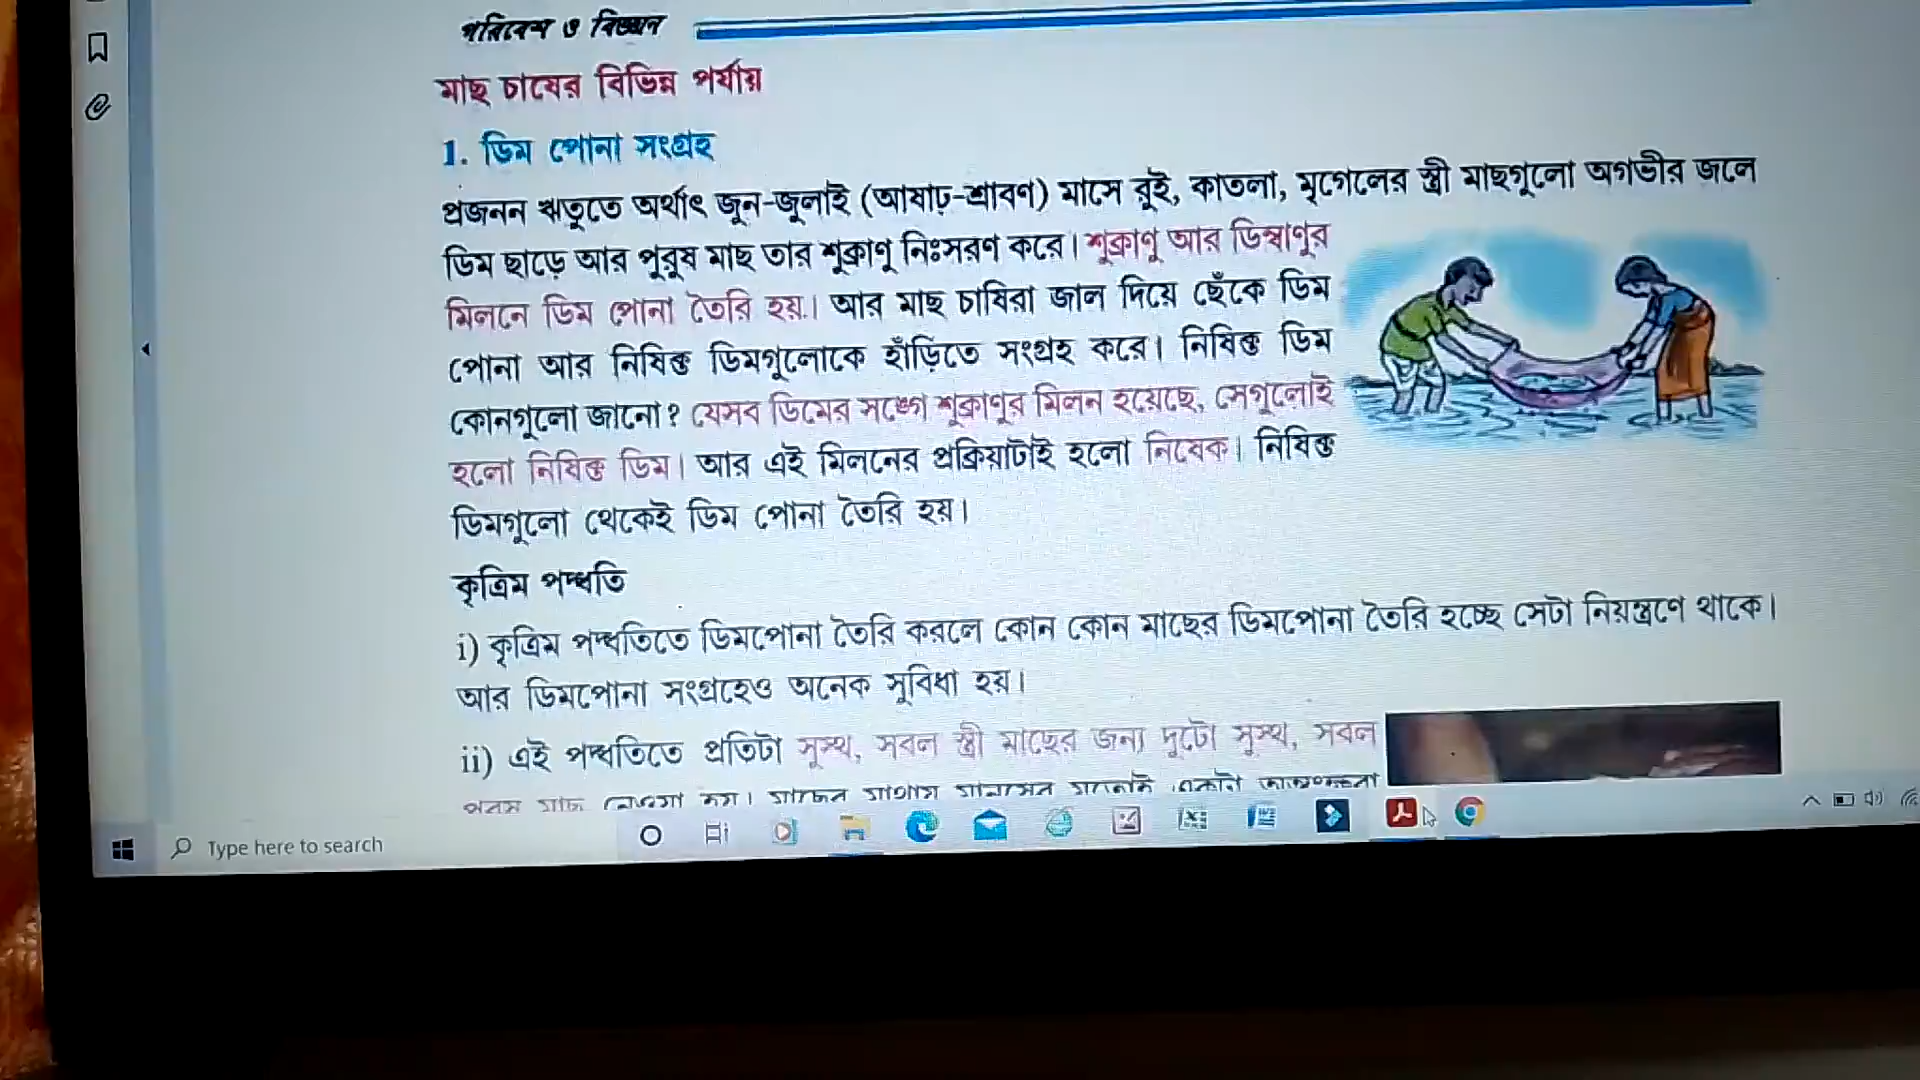 পরিবেশ ও বিজ্ঞান
মাছ চাষের বিভিন্ন পর্যায়
1. ডিম পোনা সংগ্রহ
প্রজনন ঋতুতে অর্থাৎ জুন-জুলাই (আষাঢ়-শ্রাবণ) মাসে রুই, কাতলা, মৃগেলের স্ত্রী মাছগুলো অগভীর জলে
ডিম ছাড়ে আর পুরুষ মাছ তার শুক্রাণু নিঃসরণ করে। শুক্রাণু আর ডিম্বাণুর
মিলনে ডিম পোনা তৈরি হয়। আর মাছ চাষিরা জাল দিয়ে ছেঁকে ডিম
পোনা আর নিষিক্ত ডিমগুলোকে হাঁড়িতে সংগ্রহ করে। নিষিক্ত ডিম
কোনগুলো জানো? যেসব ডিমের সঙ্গে শুক্রাণুর মিলন হয়েছে, সেগুলোই
হলো নিষিক্ত ডিম। আর এই মিলনের প্রক্রিয়াটাই হলো নিষেক। নিষিক্ত
ডিমগুলো থেকেই ডিম পোনা তৈরি হয়।
কৃত্রিম পদ্ধতি
i) কৃত্রিম পদ্ধতিতে ডিমপোনা তৈরি করলে কোন কোন মাছের ডিমপোনা তৈরি হচ্ছে সেটা নিয়ন্ত্রণে থাকে।
আর ডিমপোনা সংগ্রহেও অনেক সুবিধা হয়।
ii) এই পদ্ধতিতে প্রতিটা সুস্থ, সবল স্ত্রী মাছের জন্য দুটো সুস্থ, সবল
Type here to search